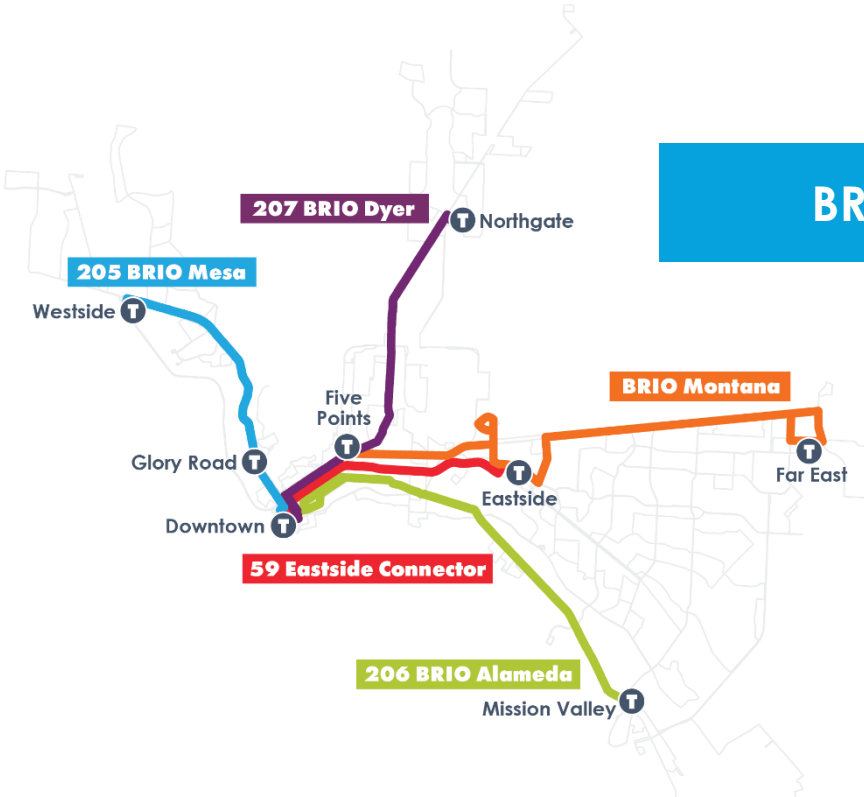 BR
207 BRIO Dyer
T Northgate
205 BRIO Mesa
Westside T
BRIO Montana
Five
Points
T
Glory Road T
T
Far East
T
Eastside
Downtown T
59 Eastside Connector
206 BRIO Alameda
Mission Valley T